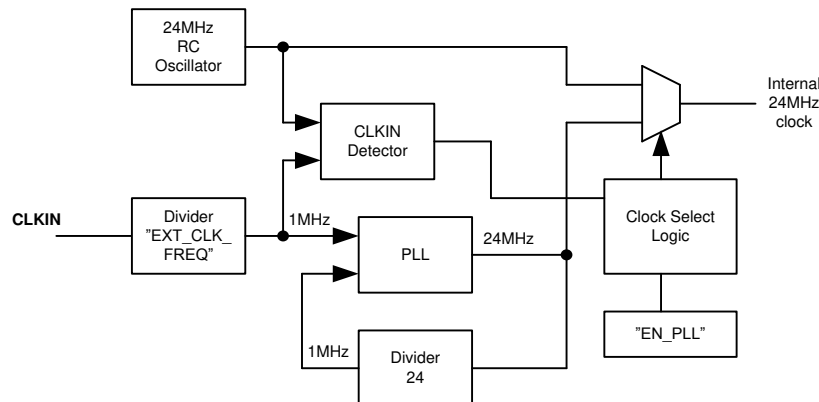 24MHz
RC
Oscillator
Internal
24MHz
clock
CLKIN
Detector
CLKIN
Divider
"EXT_CLK_
FREQ"
1MHz
PLL
24MHz
Clock Select
Logic
1MHz
Divider
24
"EN_PLL"